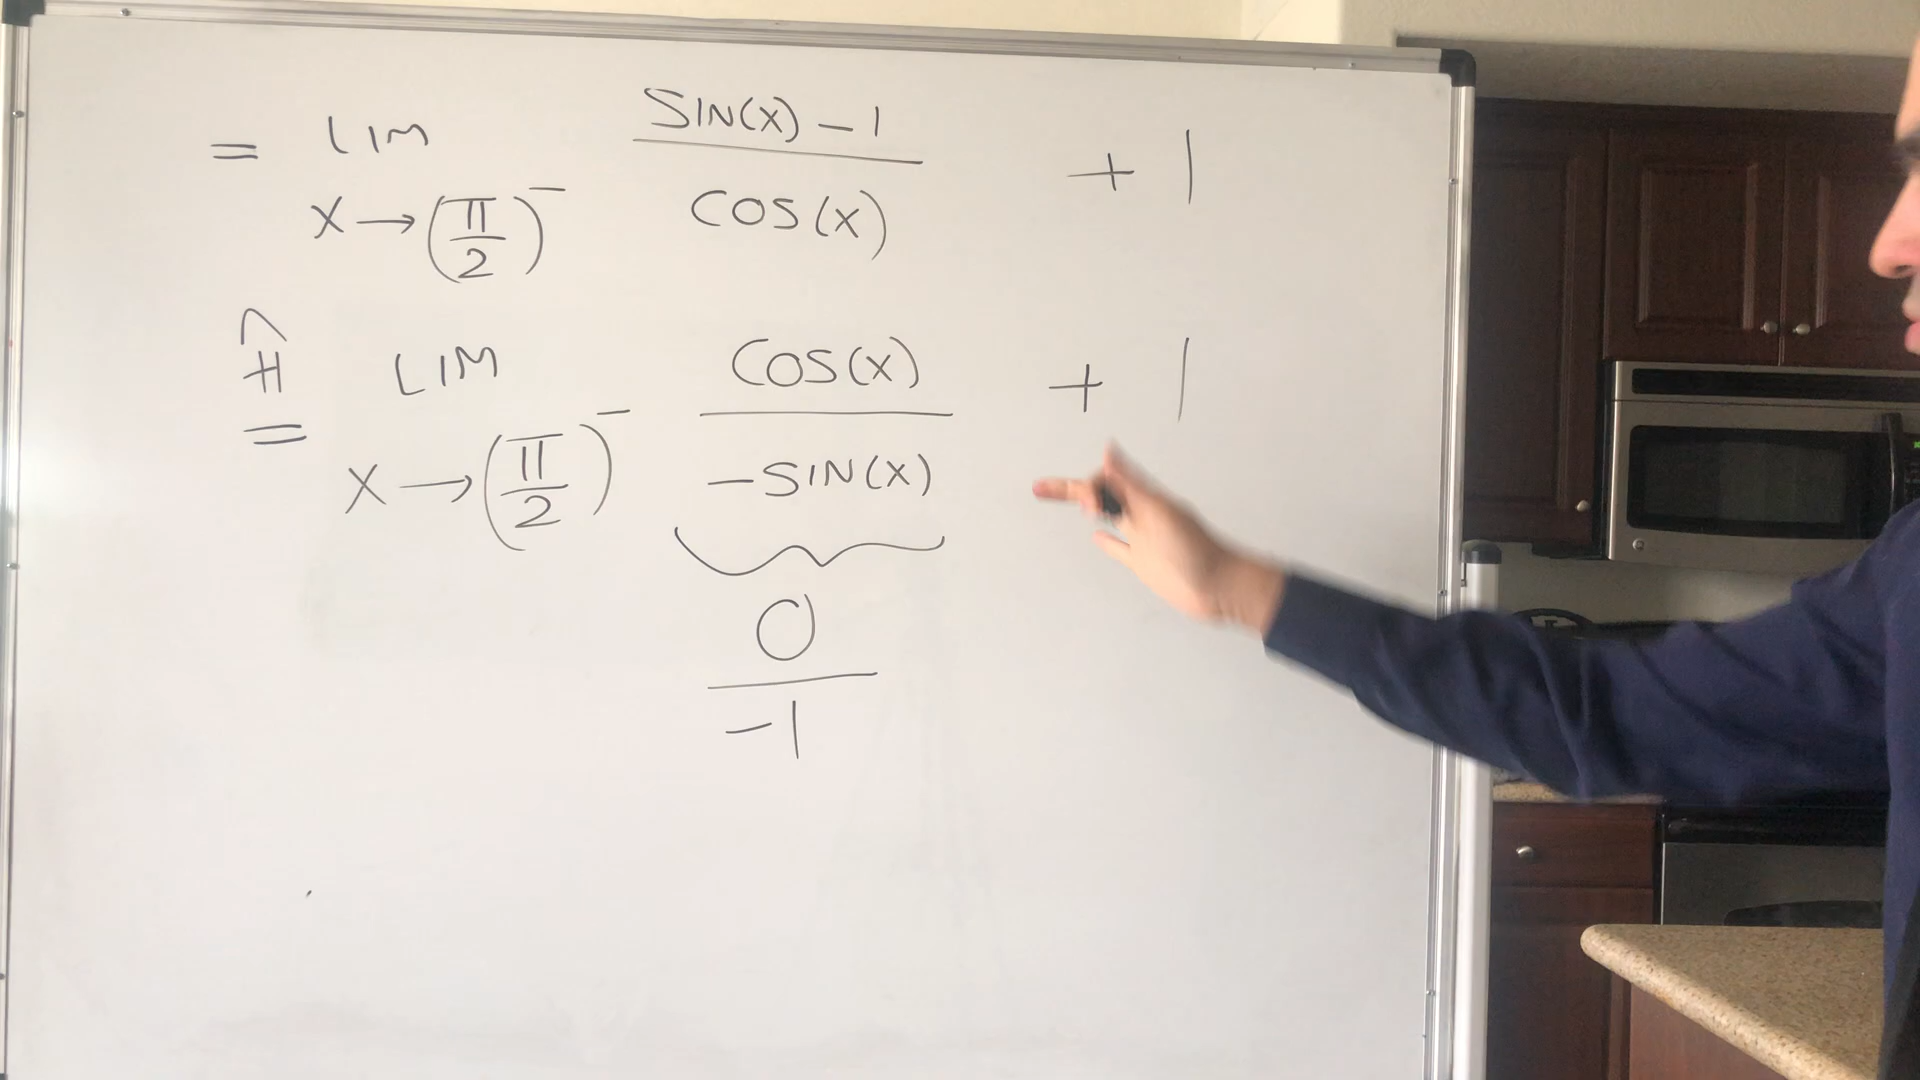 = LIM SIN(X) - 1 / COS(X) + 1
X → (π/2)⁻
Ĥ = LIM COS(X) / -SIN(X) + 1
X → (π/2)⁻
0
-1